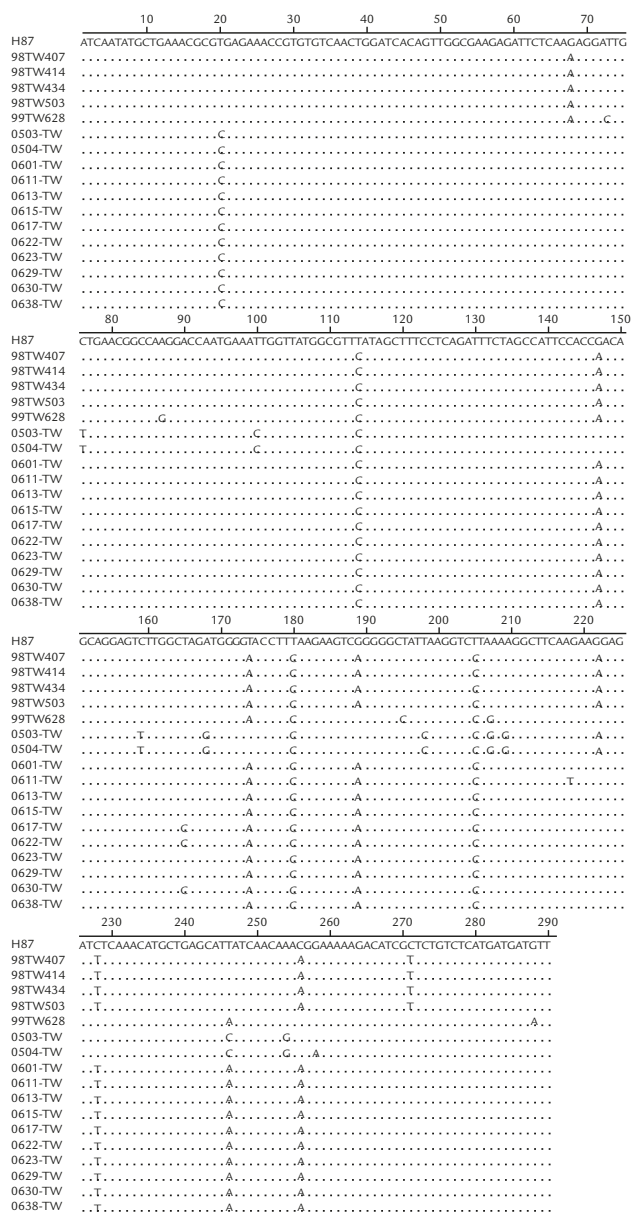 10 20 30 40 50 60 70
H87 ATCAATATGCTGAAACGCGTGAGAAACCGTGTGTCAACTGGATCACAGTTGGCGAAGAGATTCTCAAGAGGATTG
98TW407 ...................................................................A.......
98TW414 ...................................................................A.......
98TW434 ...................................................................A.......
98TW503 ...................................................................A.......
99TW628 ...................................................................A....C..
0503-TW ...................C.......................................................
0504-TW ...................C.......................................................
0601-TW ...................C.......................................................
0611-TW ...................C.......................................................
0613-TW ...................C.......................................................
0615-TW ...................C.......................................................
0617-TW ...................C.......................................................
0622-TW ...................C.......................................................
0623-TW ...................C.......................................................
0629-TW ...................C.......................................................
0630-TW ...................C.......................................................
0638-TW ...................C.......................................................
80 90 100 110 120 130 140 150
H87 CTGAACGGCCAAGGACCAATGAAATTGGTTATGGCGTTTATAGCTTTCCTCAGATTTCTAGCCATTCCACCGACA
98TW407 ......................................C................................A...
98TW414 ......................................C................................A...
98TW434 ......................................C................................A...
98TW503 ......................................C................................A...
99TW628 ...........G..........................C................................A...
0503-TW T.......................C.............C....................................
0504-TW T.......................C.............C....................................
0601-TW ......................................C................................A...
0611-TW ......................................C................................A...
0613-TW ......................................C................................A...
0615-TW ......................................C................................A...
0617-TW ......................................C................................A...
0622-TW ......................................C................................A...
0623-TW ......................................C................................A...
0629-TW ......................................C................................A...
0630-TW ......................................C................................A...
0638-TW ......................................C................................A...
160 170 180 190 200 210 220
H87 GCAGGAGTCTTGGCTAGATGGGGTACCTTTAAGAAGTCGGGGGCTATTAAGGTCTTAAAAGGCTTCAAGAAGGAG
98TW407 .......................A.....C........A...............C................A...
98TW414 .......................A.....C........A...............C................A...
98TW434 .......................A.....C........A...............C................A...
98TW503 .......................A.....C........A...............C................A...
99TW628 .......................A.....C..............C.........C.G..................
0503-TW ........T........G...........C.................C......C.G.G............A...
0504-TW ........T........G...........C.................C......C.G.G............A...
0601-TW .......................A.....C........A...............C....................
0611-TW .......................A.....C........A...............C............T.......
0613-TW .......................A.....C........A...............C....................
0615-TW .......................A.....C........A...............C....................
0617-TW ..............C........A.....C........A...............C....................
0622-TW ..............C........A.....C........A...............C....................
0623-TW .......................A.....C........A...............C....................
0629-TW .......................A.....C........A...............C....................
0630-TW ..............C........A.....C........A...............C....................
0638-TW .......................A.....C........A...............C....................
230 240 250 260 270 280 290
H87 ATCTCAAACATGCTGAGCATTATCAACAAACGGAAAAAGACATCGCTCTGTCTCATGATGATGTT
98TW407 ..T...........................A..............T...................
98TW414 ..T...........................A..............T...................
98TW434 ..T...........................A..............T...................
98TW503 ..T...........................A..............T...................
99TW628 ....................A.........................................A..
0503-TW ....................C.......G....................................
0504-TW ....................C.......G...A................................
0601-TW ..T.................A.........A..................................
0611-TW ..T.................A.........A..................................
0613-TW ..T.................A.........A..................................
0615-TW ..T.................A.........A..................................
0617-TW ..T.................A.........A..................................
0622-TW ..T.................A.........A..................................
0623-TW ..T.................A.........A..................................
0629-TW ..T.................A.........A..................................
0630-TW ..T.................A.........A..................................
0638-TW ..T.................A.........A..................................